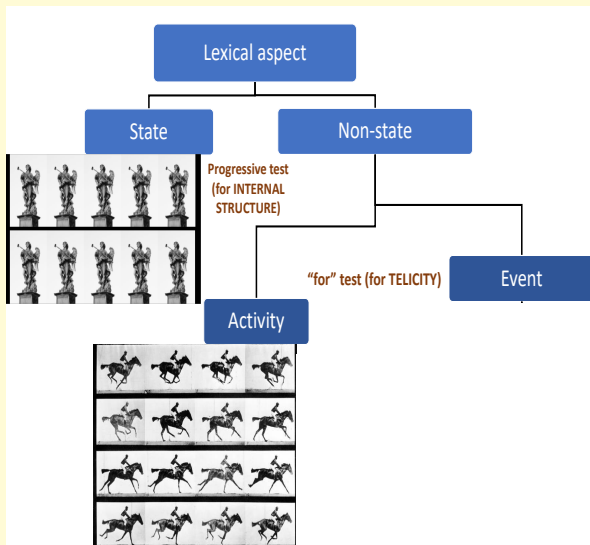 Lexical aspect
State
Non-state
Progressive test
(for INTERNAL
STRUCTURE)
“for” test (for TELICITY)
Event
Activity